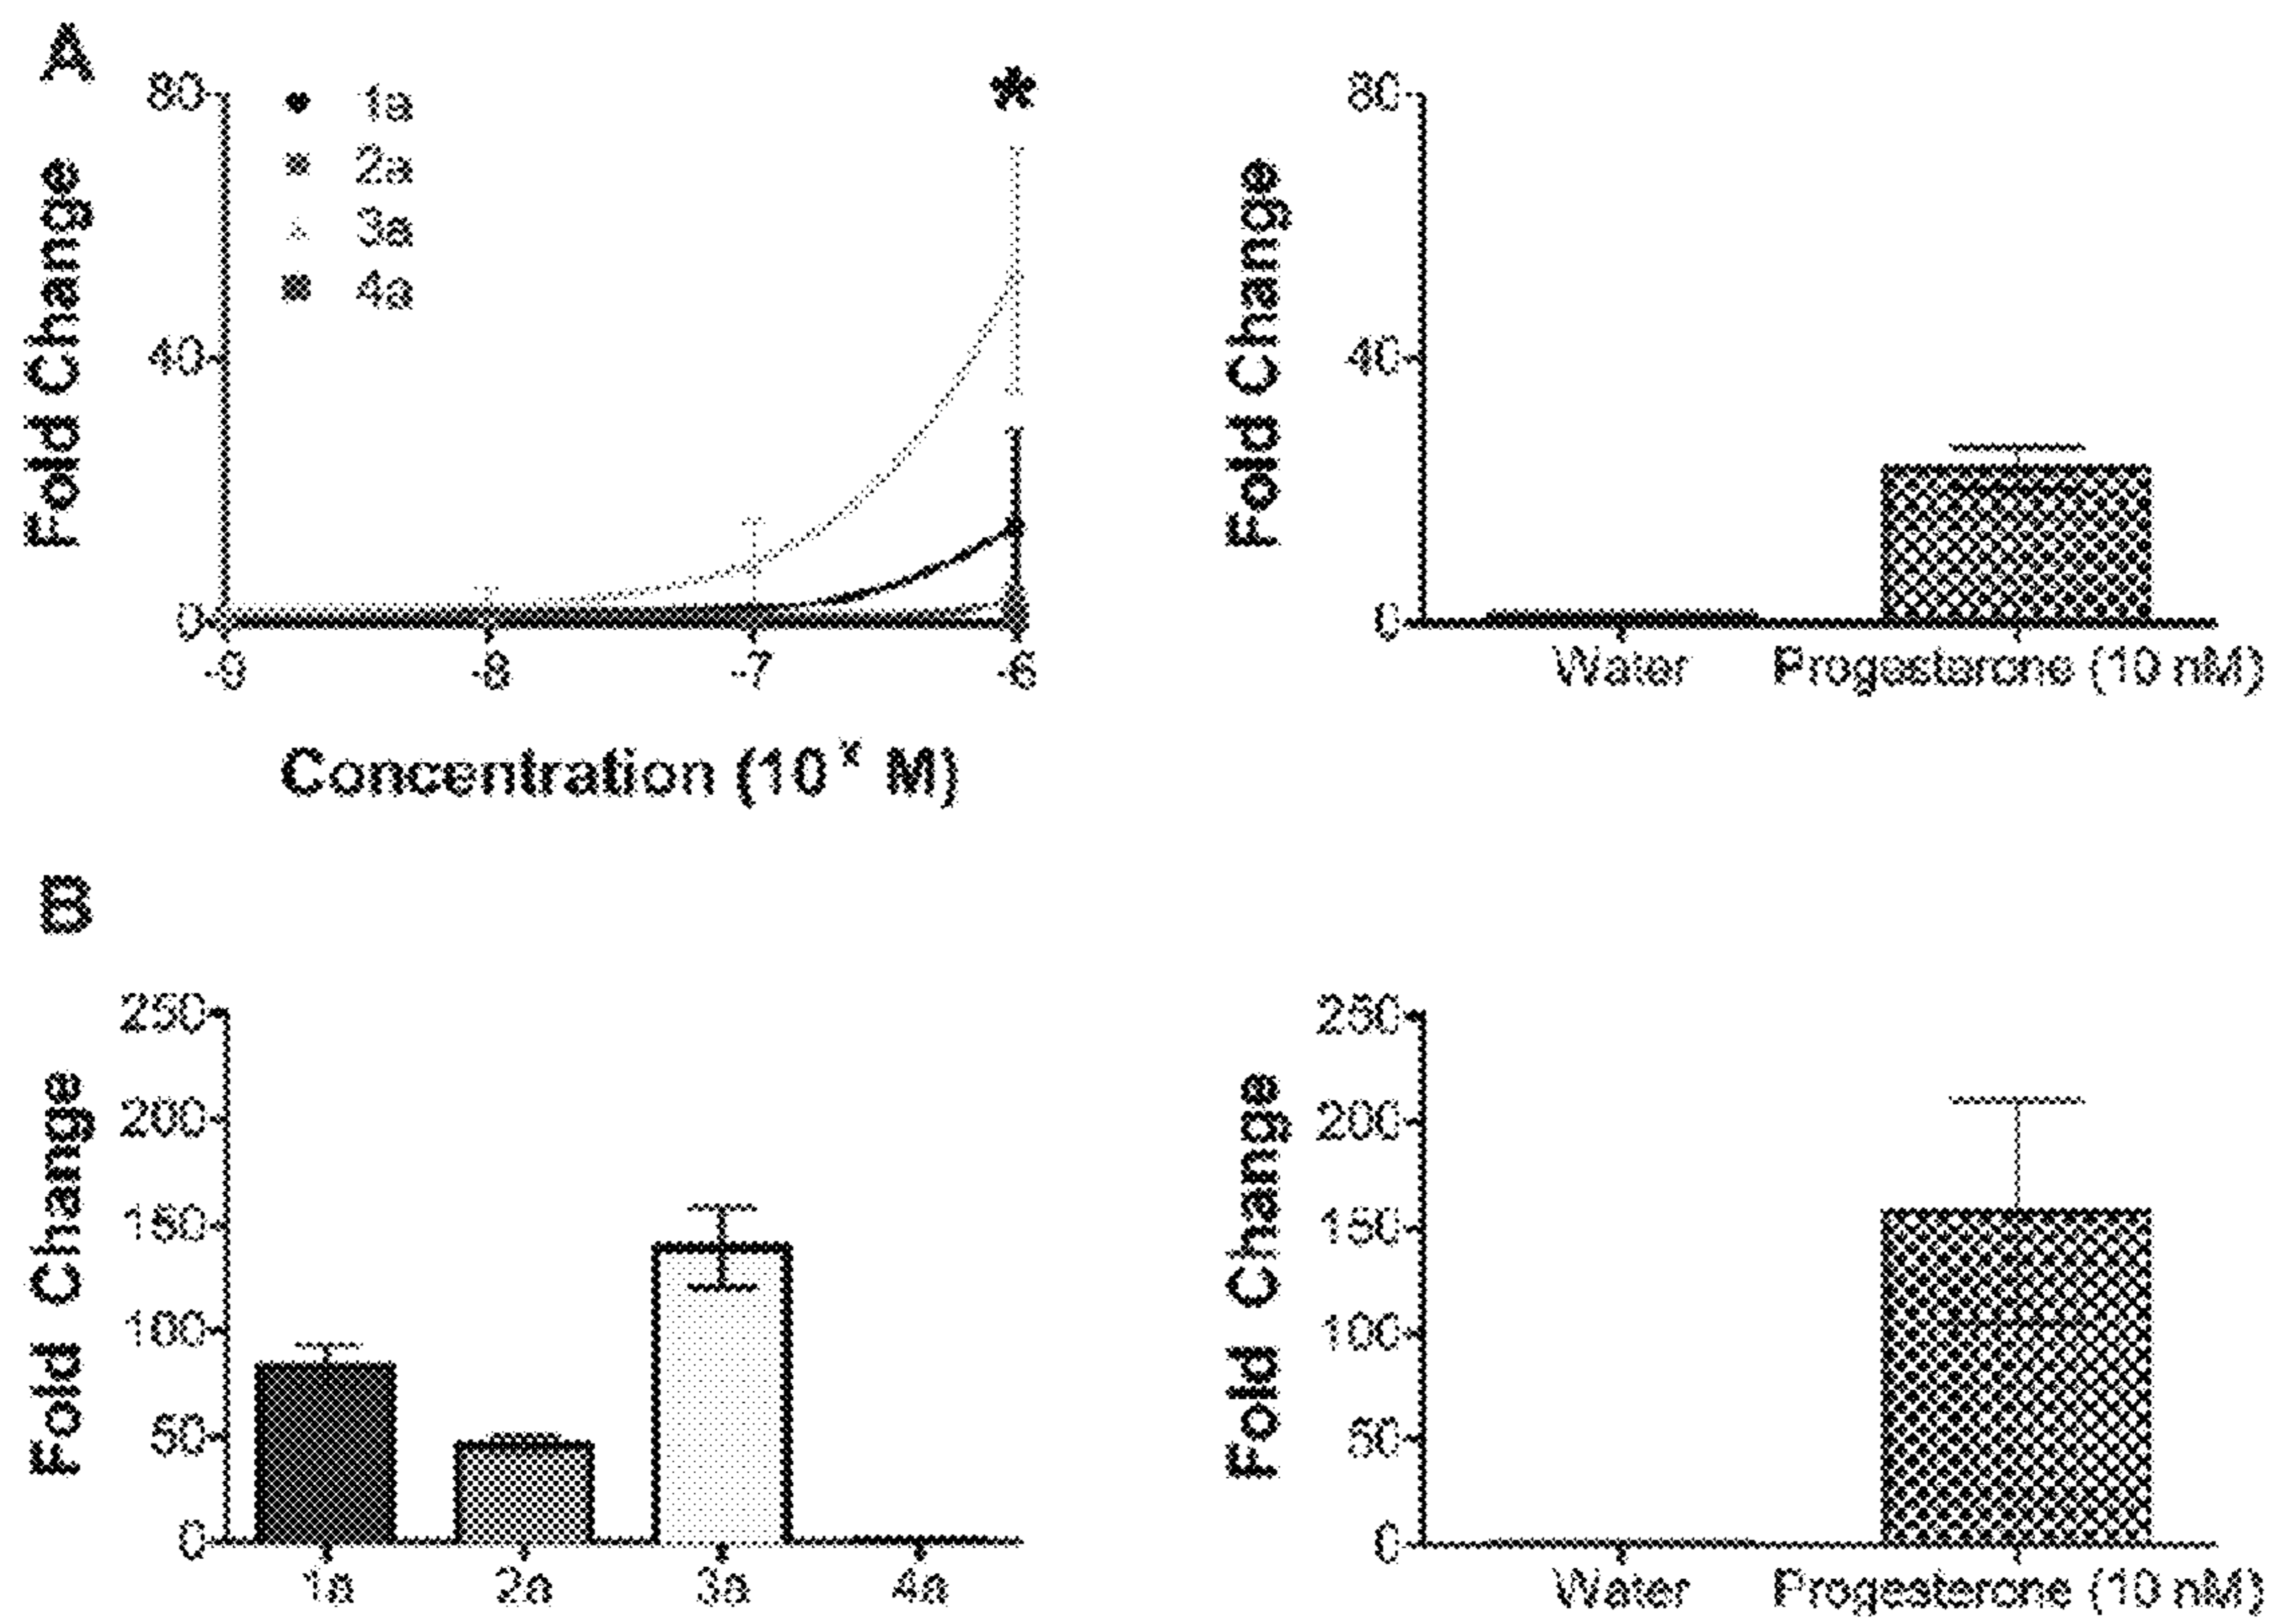 A
Fold Change
80
40
0
1a
2a
3a
4a
*
-9
-8
-7
-6
Concentration (10 x M)
Fold Change
80
40
0
Water
Progesterone (10 nM)
B
Fold Change
250
200
150
100
50
0
1a
2a
3a
4a
Fold Change
250
200
150
100
50
0
Water
Progesterone (10 nM)